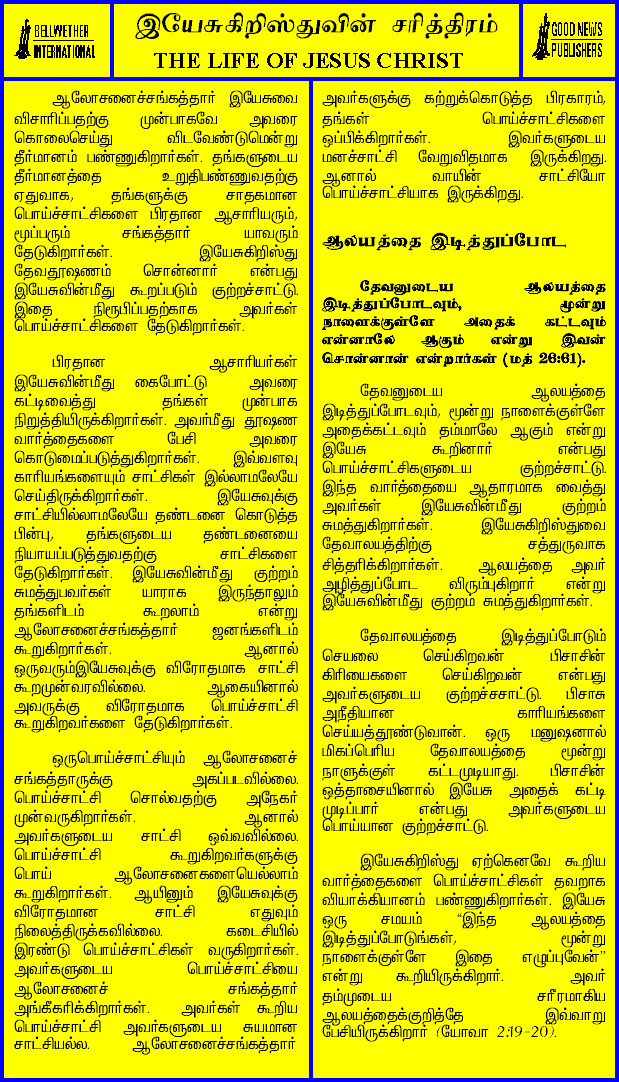 BELLWETHER
INTERNATIONAL
இயேசுகிறிஸ்துவின் சரித்திரம்
THE LIFE OF JESUS CHRIST
GOOD NEWS
PUBLISHERS
ஆலோசனைச்சங்கத்தார் இயேசுவை
விசாரிப்பதற்கு முன்பாகவே அவரை
கொலைசெய்து விடவேண்டுமென்று
தீர்மானம் பண்ணுகிறார்கள். தங்களுடைய
தீர்மானத்தை உறுதிபண்ணுவதற்கு
ஏதுவாக, தங்களுக்கு சாதகமான
பொய்ச்சாட்சிகளை பிரதான ஆசாரியரும்,
மூப்பரும் சங்கத்தார் யாவரும்
தேடுகிறார்கள். இயேசுகிறிஸ்து
தேவதூஷணம் சொன்னார் என்பது
இயேசுவின்மீது கூறப்படும் குற்றச்சாட்டு.
இதை நிரூபிப்பதற்காக அவர்கள்
பொய்ச்சாட்சிகளை தேடுகிறார்கள்.
பிரதான ஆசாரியர்கள்
இயேசுவின்மீது கைபோட்டு அவரை
கட்டிவைத்து தங்கள் முன்பாக
நிறுத்தியிருக்கிறார்கள். அவர்மீது தூஷண
வார்த்தைகளை பேசி அவரை
கொடுமைப்படுத்துகிறார்கள். இவ்வளவு
காரியங்களையும் சாட்சிகள் இல்லாமலேயே
செய்திருக்கிறார்கள். இயேசுவுக்கு
சாட்சியில்லாமலேயே தண்டனை கொடுத்த
பின்பு, தங்களுடைய தண்டனையை
நியாயப்படுத்துவதற்கு சாட்சிகளை
தேடுகிறார்கள். இயேசுவின்மீது குற்றம்
சுமத்துபவர்கள் யாராக இருந்தாலும்
தங்களிடம் கூறலாம் என்று
ஆலோசனைச்சங்கத்தார் ஜனங்களிடம்
கூறுகிறார்கள். ஆனால்
ஒருவரும்இயேசுவுக்கு விரோதமாக சாட்சி
கூறமுன்வரவில்லை. ஆகையினால்
அவருக்கு விரோதமாக பொய்ச்சாட்சி
கூறுகிறவர்களை தேடுகிறார்கள்.
ஒருபொய்ச்சாட்சியும் ஆலோசனைச்
சங்கத்தாருக்கு அகப்படவில்லை.
பொய்ச்சாட்சி சொல்வதற்கு அநேகர்
முன்வருகிறார்கள். ஆனால்
அவர்களுடைய சாட்சி ஒவ்வவில்லை.
பொய்ச்சாட்சி கூறுகிறவர்களுக்கு
பொய் ஆலோசனைகளையெல்லாம்
கூறுகிறார்கள். ஆயினும் இயேசுவுக்கு
விரோதமான சாட்சி எதுவும்
நிலைத்திருக்கவில்லை. கடைசியில்
இரண்டு பொய்ச்சாட்சிகள் வருகிறார்கள்.
அவர்களுடைய பொய்ச்சாட்சியை
ஆலோசனைச் சங்கத்தார்
அங்கீகரிக்கிறார்கள். அவர்கள் கூறிய
பொய்ச்சாட்சி அவர்களுடைய சுயமான
சாட்சியல்ல. ஆலோசனைச்சங்கத்தார்
அவர்களுக்கு கற்றுக்கொடுத்த பிரகாரம்,
தங்கள் பொய்ச்சாட்சிகளை
ஒப்பிக்கிறார்கள். இவர்களுடைய
மனச்சாட்சி வேறுவிதமாக இருக்கிறது.
ஆனால் வாயின் சாட்சியோ
பொய்ச்சாட்சியாக இருக்கிறது.
ஆலயத்தை இடித்துப்போட
தேவனுடைய ஆலயத்தை
இடித்துப்போடவும், மூன்று
நாளைக்குள்ளே அதைக் கட்டவும்
என்னாலே ஆகும் என்று இவன்
சொன்னான் என்றார்கள் (மத் 26:61).
தேவனுடைய ஆலயத்தை
இடித்துப்போடவும், மூன்று நாளைக்குள்ளே
அதைக்கட்டவும் தம்மாலே ஆகும் என்று
இயேசு கூறினார் என்பது
பொய்ச்சாட்சிகளுடைய குற்றச்சாட்டு.
இந்த வார்த்தையை ஆதாரமாக வைத்து
அவர்கள் இயேசுவின்மீது குற்றம்
சுமத்துகிறார்கள். இயேசுகிறிஸ்துவை
தேவாலயத்திற்கு சத்துருவாக
சித்தரிக்கிறார்கள். ஆலயத்தை அவர்
அழித்துப்போட விரும்புகிறார் என்று
இயேசுவின்மீது குற்றம் சுமத்துகிறார்கள்.
தேவாலயத்தை இடித்துப்போடும்
செயலை செய்கிறவன் பிசாசின்
கிரியைகளை செய்கிறவன் என்பது
அவர்களுடைய குற்றச்சசாட்டு. பிசாசு
அநீதியான காரியங்களை
செய்யத்தூண்டுவான். ஒரு மனுஷனால்
மிகப்பெரிய தேவாலயத்தை மூன்று
நாளுக்குள் கட்டமுடியாது. பிசாசின்
ஒத்தாசையினால் இயேசு அதைக் கட்டி
முடிப்பார் என்பது அவர்களுடைய
பொய்யான குற்றச்சாட்டு.
இயேசுகிறிஸ்து ஏற்கெனவே கூறிய
வார்த்தைகளை பொய்ச்சாட்சிகள் தவறாக
வியாக்கியானம் பண்ணுகிறார்கள். இயேசு
ஒரு சமயம் “இந்த ஆலயத்தை
இடித்துப்போடுங்கள், மூன்று
நாளைக்குள்ளே இதை எழுப்புவேன்”
என்று கூறியிருக்கிறார். அவர்
தம்முடைய சரீரமாகிய
ஆலயத்தைக்குறித்தே இவ்வாறு
பேசியிருக்கிறார் (யோவா 2:19-20).